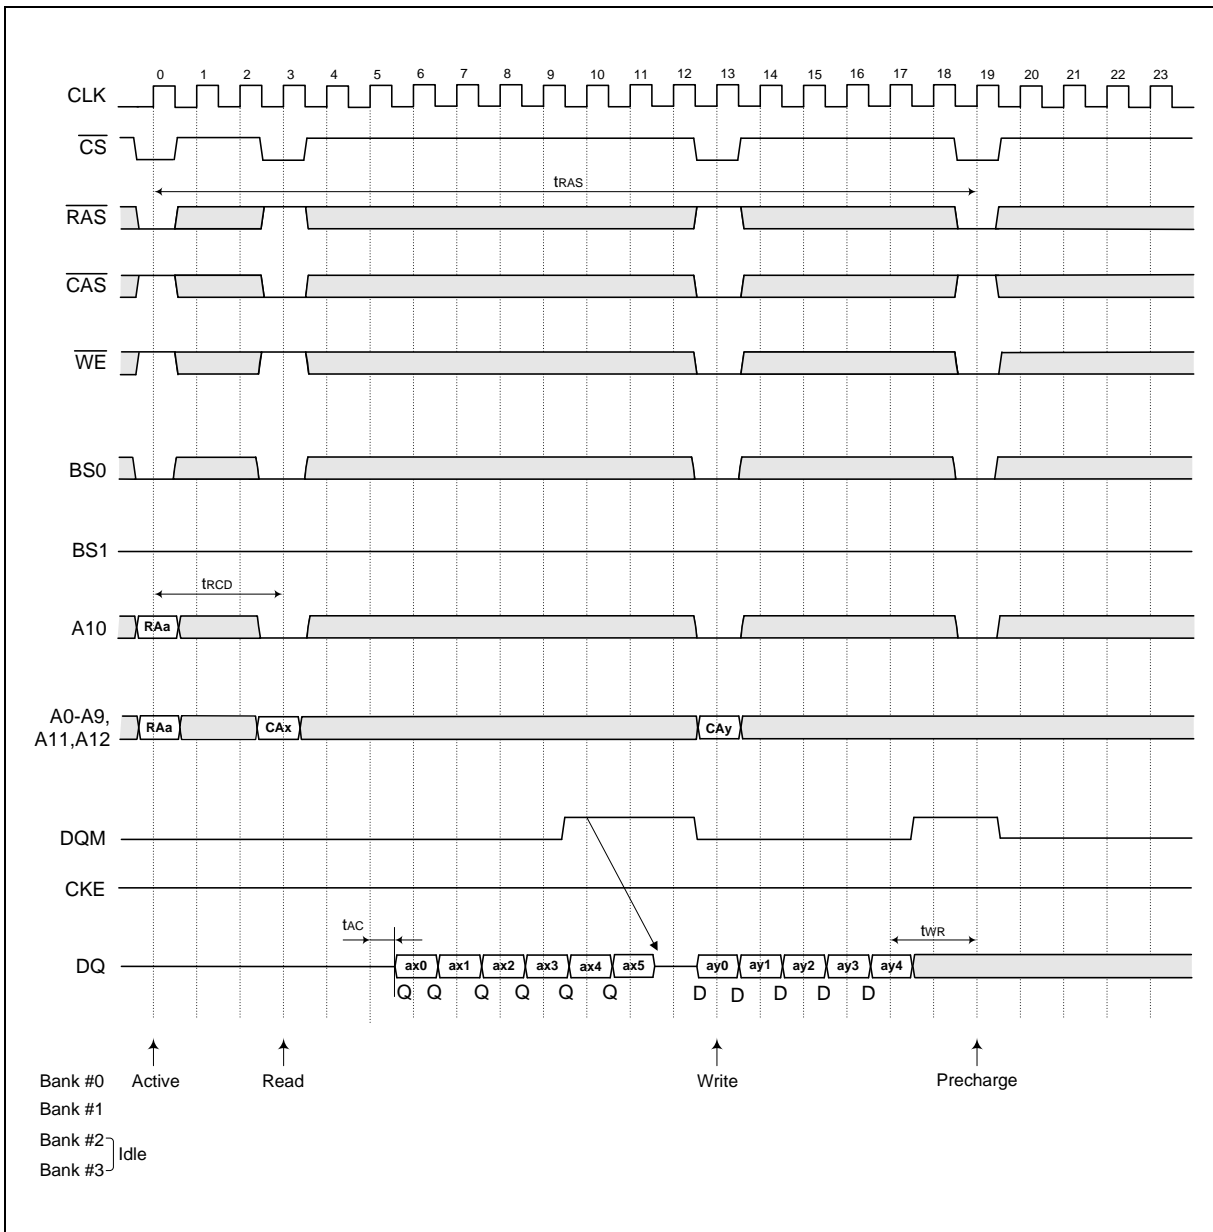 0 1 2 3 4 5 6 7 8 9 10 11 12 13 14 15 16 17 18 19 20 21 22 23
CLK
CS
tRAS
RAS
CAS
WE
BS0
BS1
tRCD
A10 RAa
A0-A9,
A11,A12
RAa CAx CAy
DQM
CKE
tAC tWR
DQ ax0 ax1 ax2 ax3 ax4 ax5 ay0 ay1 ay2 ay3 ay4
Q Q Q Q Q Q D D D D D
Bank #0 Active Read Write Precharge
Bank #1
Bank #2
Idle
Bank #3